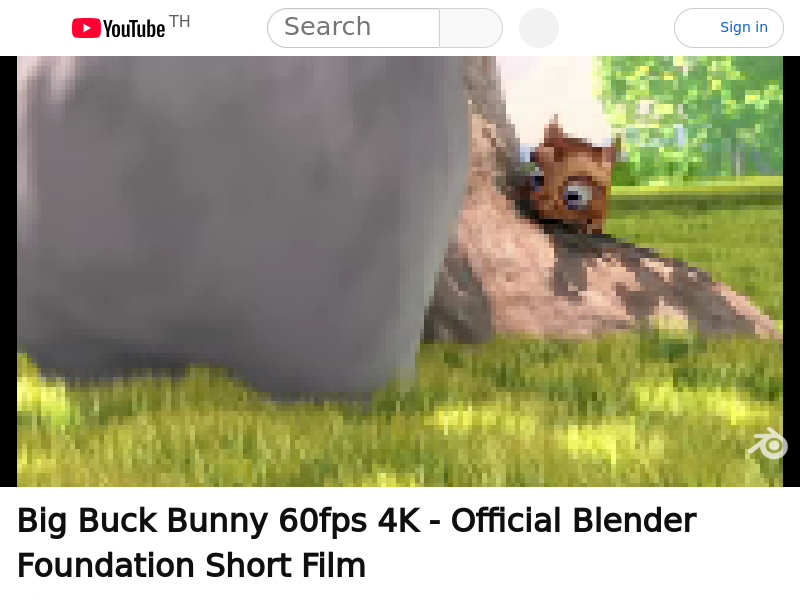 YouTube TH
Search
Sign in
Big Buck Bunny 60fps 4K - Official Blender
Foundation Short Film